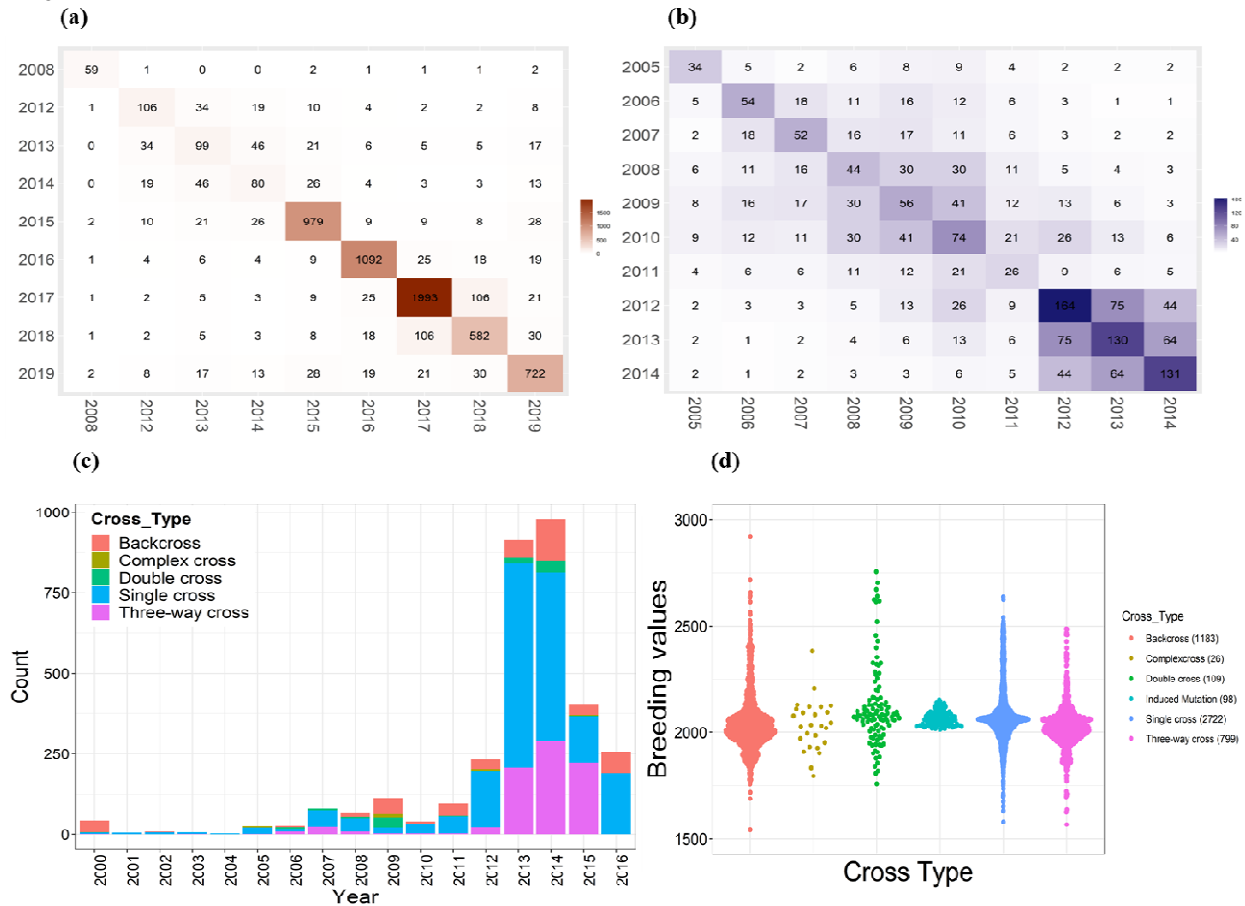 (a)
2008 59 1 0 0 2 1 1 1 2
2012 1 106 34 19 10 4 2 2 8
2013 0 34 99 46 21 6 5 5 17
2014 0 19 46 80 26 4 3 3 13
2015 2 10 21 26 979 9 9 8 28
2016 1 4 6 4 9 1092 25 18 19
2017 1 2 5 3 9 25 1993 106 21
2018 1 2 5 3 8 18 106 582 30
2019 2 8 17 13 28 19 21 30 722
2008 2012 2013 2014 2015 2016 2017 2018 2019
1500
1000
500
0
(b)
2005 34 5 2 6 8 9 4 2 2 2
2006 5 54 18 11 16 12 6 3 1 1
2007 2 18 52 16 17 11 6 3 2 2
2008 6 11 16 44 30 30 11 5 4 3
2009 8 16 17 30 56 41 12 13 6 3
2010 9 12 11 30 41 74 21 26 13 6
2011 4 6 6 11 12 21 26 9 6 5
2012 2 3 3 5 13 26 9 164 75 44
2013 2 1 2 4 6 13 6 75 130 64
2014 2 1 2 3 3 6 5 44 64 131
2005 2006 2007 2008 2009 2010 2011 2012 2013 2014
80
40
(c)
Count
1000
750
500
250
0
Cross_Type
Backcross
Complex cross
Double cross
Single cross
Three-way cross
2000 2001 2002 2003 2004 2005 2006 2007 2008 2009 2010 2011 2012 2013 2014 2015 2016
Year
(d)
Breeding values
3000
2500
2000
1500
Cross Type
Cross_Type
Backcross (1183)
Complexcross (26)
Double cross (109)
Induced Mutation (98)
Single cross (2722)
Three-way cross (799)